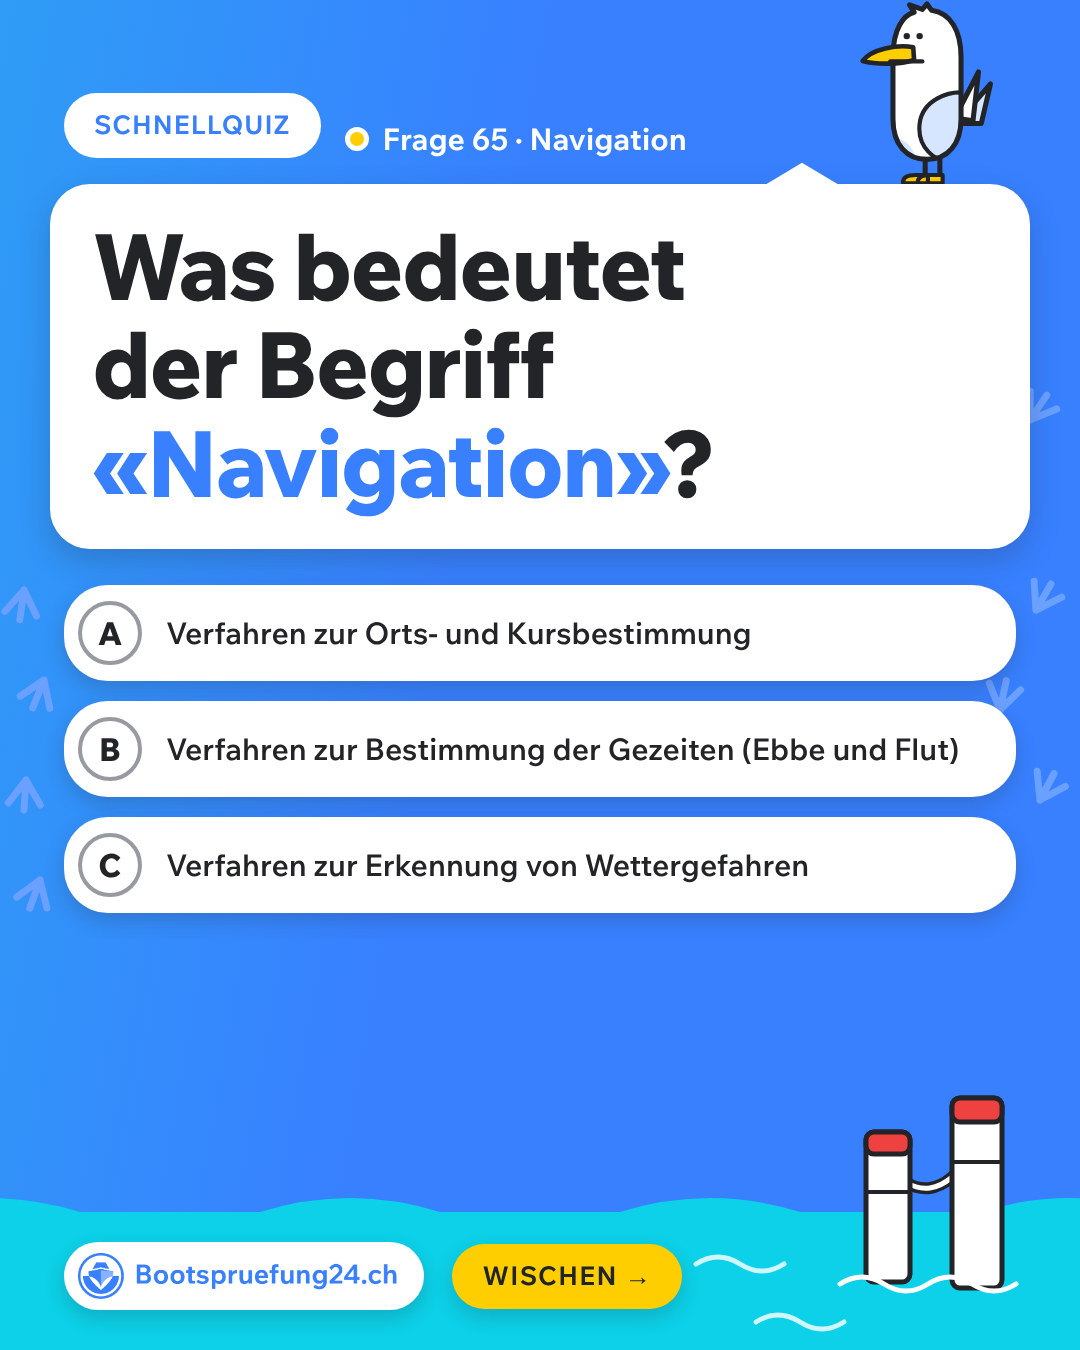 SCHNELLQUIZ
Frage 65 · Navigation
Was bedeutet
der Begriff
«Navigation»?
A Verfahren zur Orts- und Kursbestimmung
B Verfahren zur Bestimmung der Gezeiten (Ebbe und Flut)
C Verfahren zur Erkennung von Wettergefahren
Bootspruefung24.ch
WISCHEN →